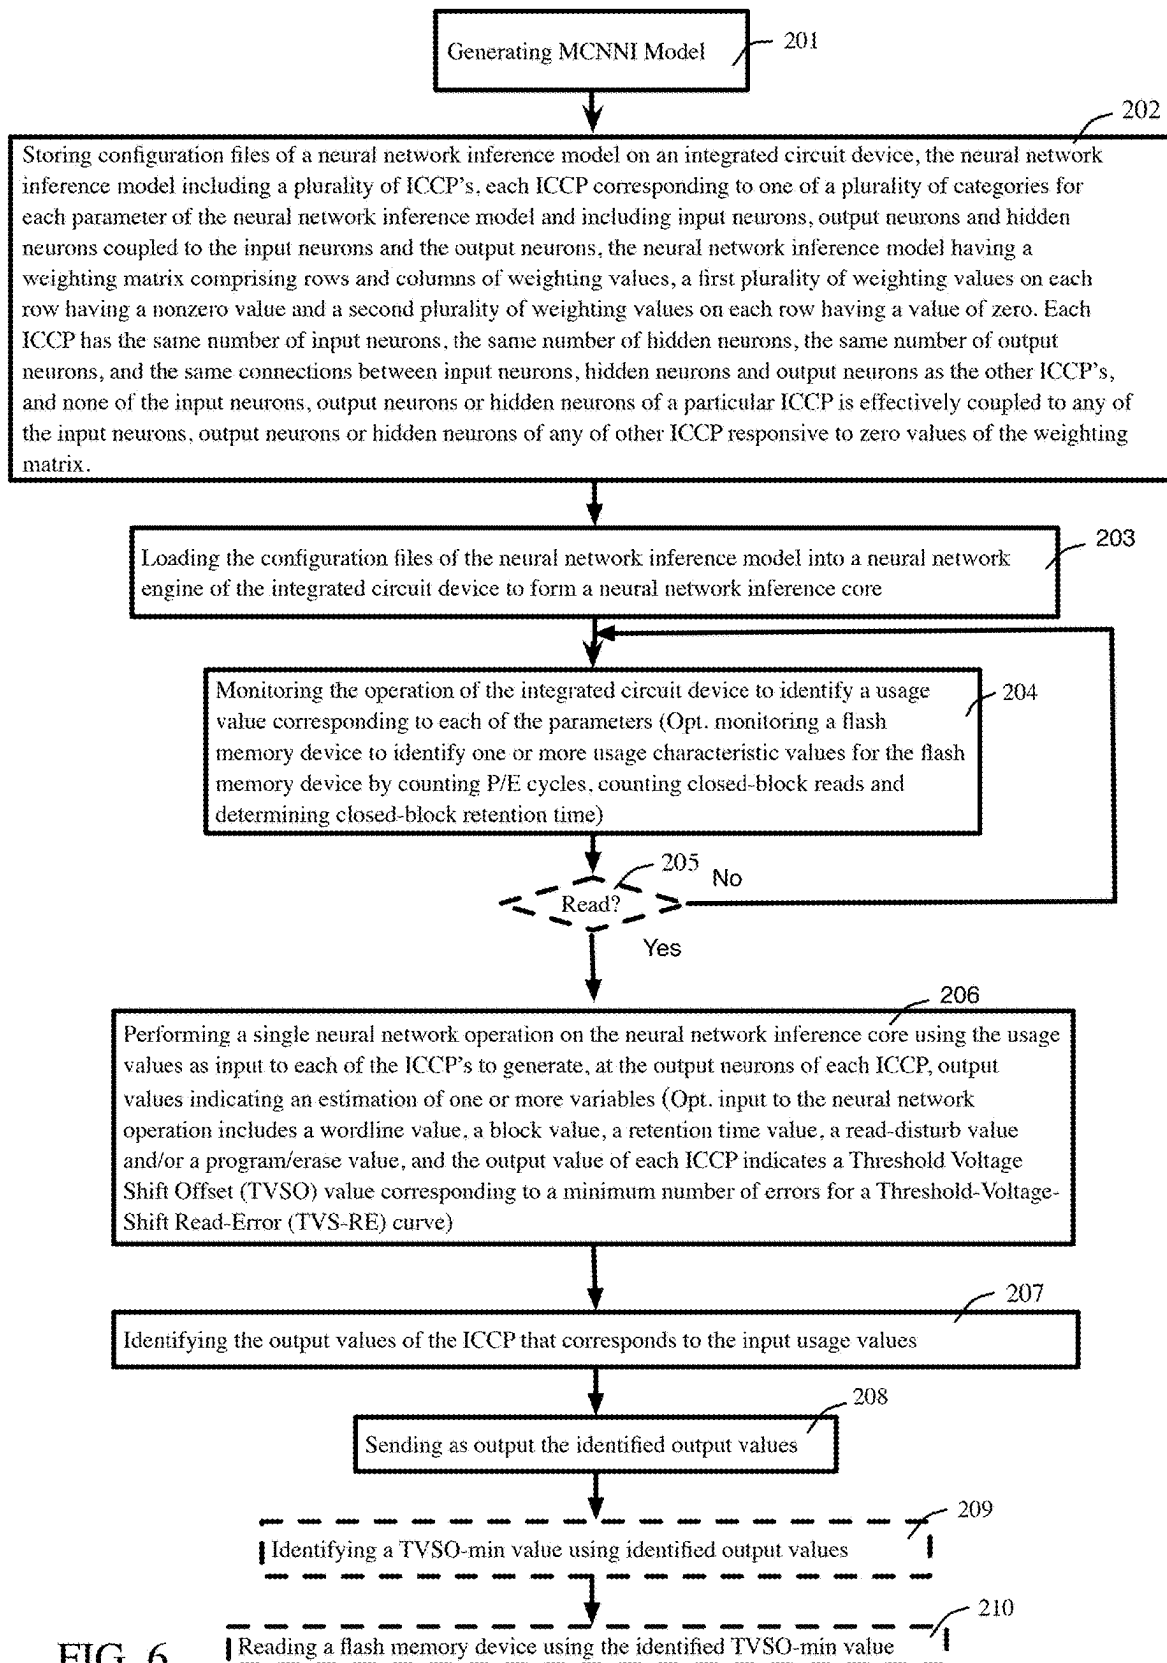 Generating MCNNI Model
201
202
Storing configuration files of a neural network inference model on an integrated circuit device, the neural network
inference model including a plurality of ICCP's, each ICCP corresponding to one of a plurality of categories for
each parameter of the neural network inference model and including input neurons, output neurons and hidden
neurons coupled to the input neurons and the output neurons, the neural network inference model having a
weighting matrix comprising rows and columns of weighting values, a first plurality of weighting values on each
row having a nonzero value and a second plurality of weighting values on each row having a value of zero. Each
ICCP has the same number of input neurons, the same number of hidden neurons, the same number of output
neurons, and the same connections between input neurons, hidden neurons and output neurons as the other ICCP's,
and none of the input neurons, output neurons or hidden neurons of a particular ICCP is effectively coupled to any of
the input neurons, output neurons or hidden neurons of any of other ICCP responsive to zero values of the weighting
matrix.
203
Loading the configuration files of the neural network inference model into a neural network
engine of the integrated circuit device to form a neural network inference core
204
Monitoring the operation of the integrated circuit device to identify a usage
value corresponding to each of the parameters (Opt. monitoring a flash
memory device to identify one or more usage characteristic values for the flash
memory device by counting P/E cycles, counting closed-block reads and
determining closed-block retention time)
205
No
Read?
Yes
206
Performing a single neural network operation on the neural network inference core using the usage
values as input to each of the ICCP's to generate, at the output neurons of each ICCP, output
values indicating an estimation of one or more variables (Opt. input to the neural network
operation includes a wordline value, a block value, a retention time value, a read-disturb value
and/or a program/erase value, and the output value of each ICCP indicates a Threshold Voltage
Shift Offset (TVSO) value corresponding to a minimum number of errors for a Threshold-Voltage-
Shift Read-Error (TVS-RE) curve)
207
Identifying the output values of the ICCP that corresponds to the input usage values
208
Sending as output the identified output values
209
Identifying a TVSO-min value using identified output values
210
Reading a flash memory device using the identified TVSO-min value
FIG. 6